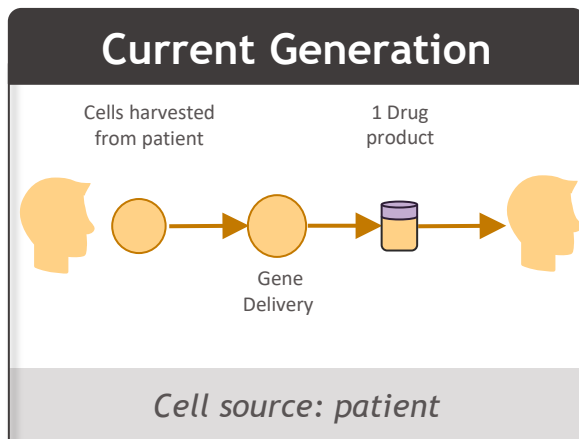 Current Generation
Cells harvested
from patient
1 Drug
product
Gene
Delivery
Cell source: patient